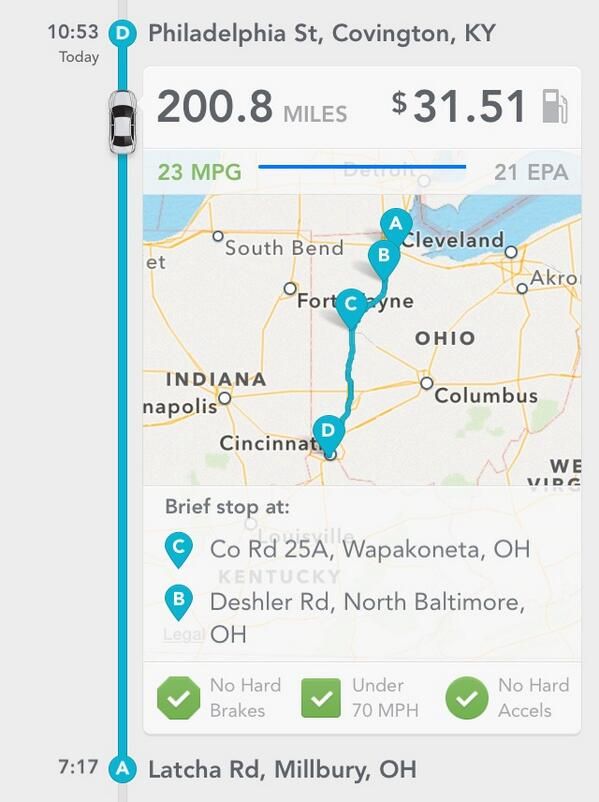 10:53
D
Philadelphia St, Covington, KY
Today
200.8 MILES
$31.51
23 MPG
21 EPA
Detroit
A
Cleveland
South Bend
B
et
Akro
Fort Wayne
C
OHIO
INDIANA
Columbus
napolis
D
Cincinnat
WE
VIRG
Brief stop at:
Louisville
C
Co Rd 25A, Wapakoneta, OH
KENTUCKY
B
Deshler Rd, North Baltimore,
OH
Legal
No Hard
Brakes
Under
70 MPH
No Hard
Accels
7:17
A
Latcha Rd, Millbury, OH